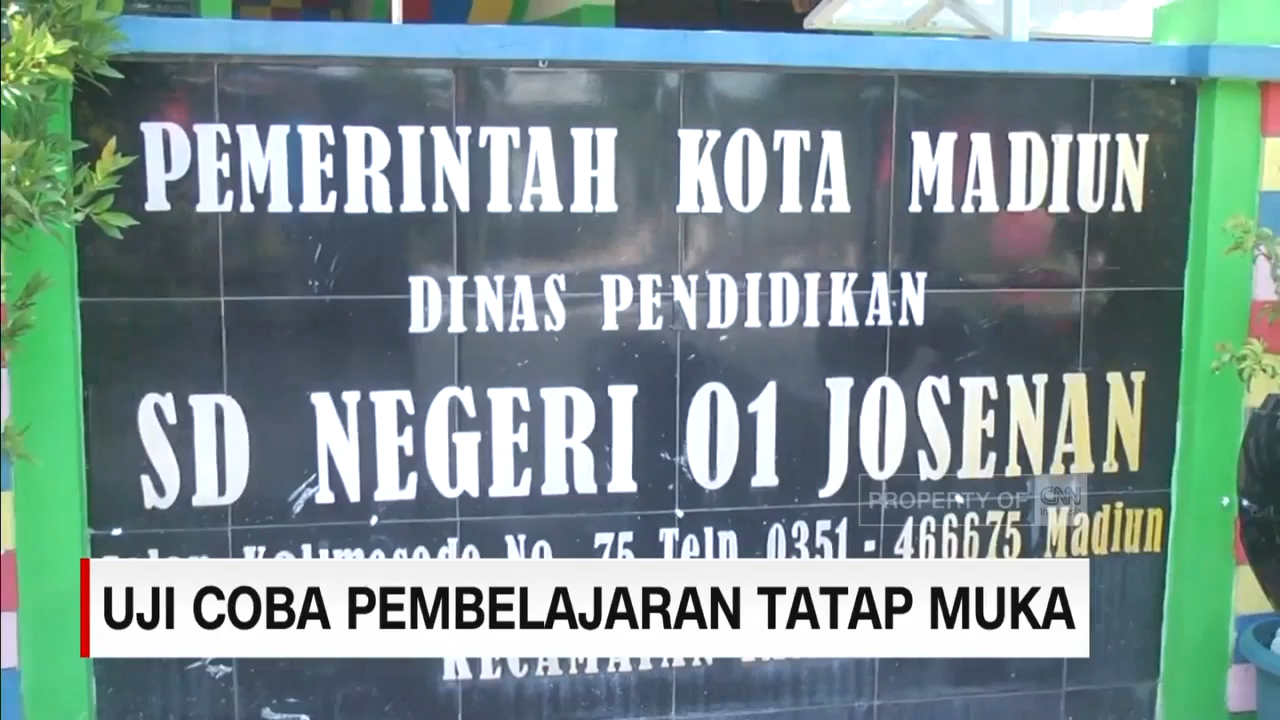 PEMERINTAH KOTA MADIUN
DINAS PENDIDIKAN
SD NEGERI 01 JOSENAN
PROPERTY OF CNN
No. 75 Telp. 0351 - 466675 Madiun
UJI COBA PEMBELAJARAN TATAP MUKA
KECAMATAN